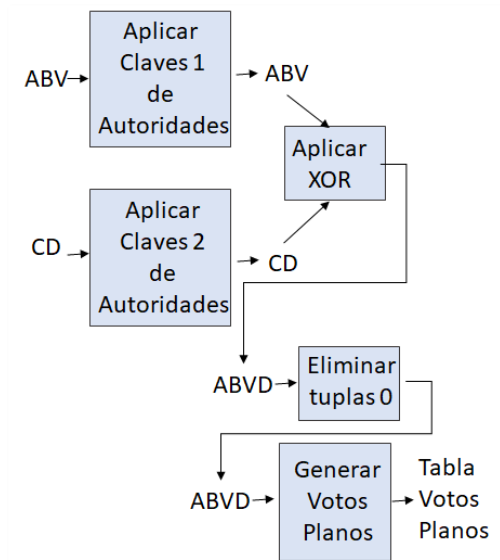 Aplicar
Claves 1
de
Autoridades
ABV
ABV
Aplicar
XOR
Aplicar
Claves 2
de
Autoridades
CD
CD
ABVD
Eliminar
tuplas 0
ABVD
Generar
Votos
Planos
Tabla
Votos
Planos